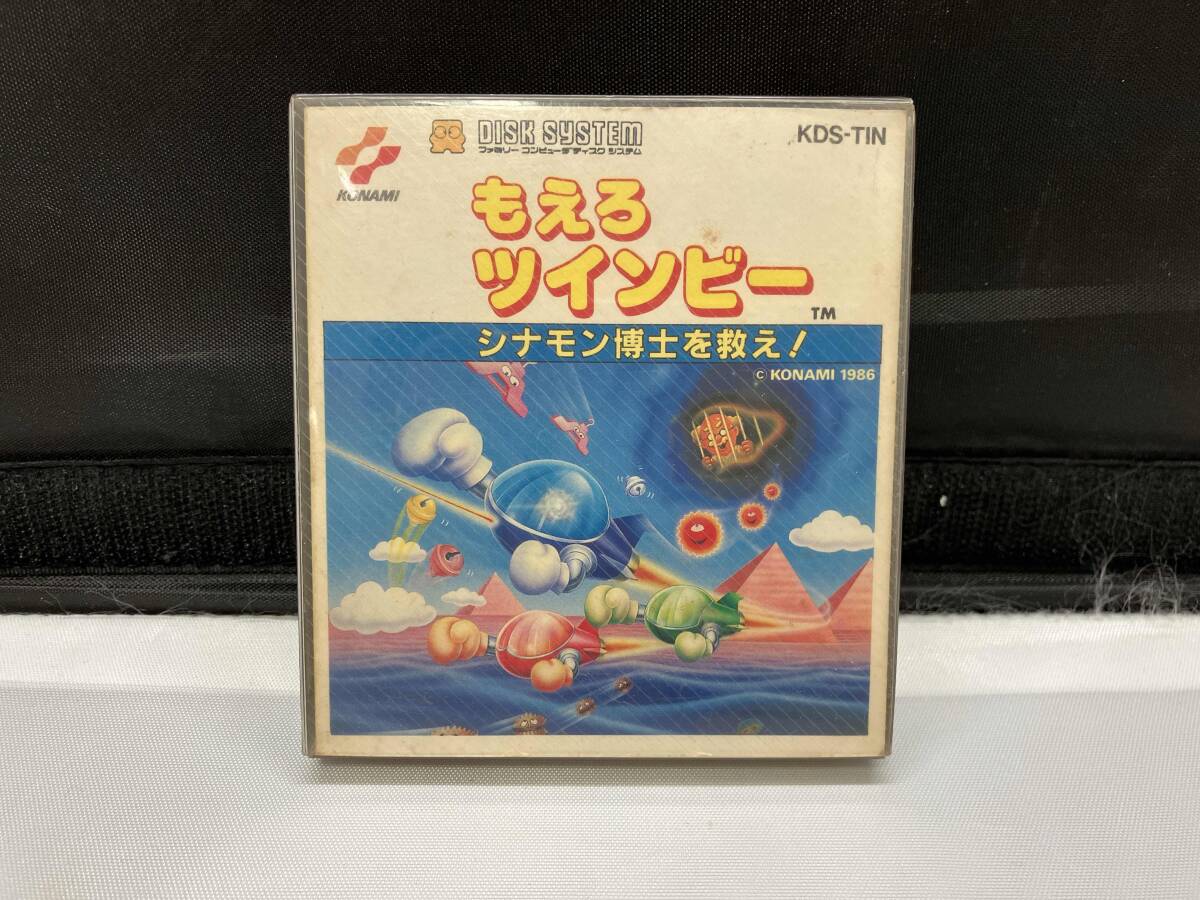 KONAMI
DISK SYSTEM
ファミリー コンピュータ ディスク システム
KDS-TIN
もえろ
ツインビー
TM
シナモン博士を救え!
© KONAMI 1986